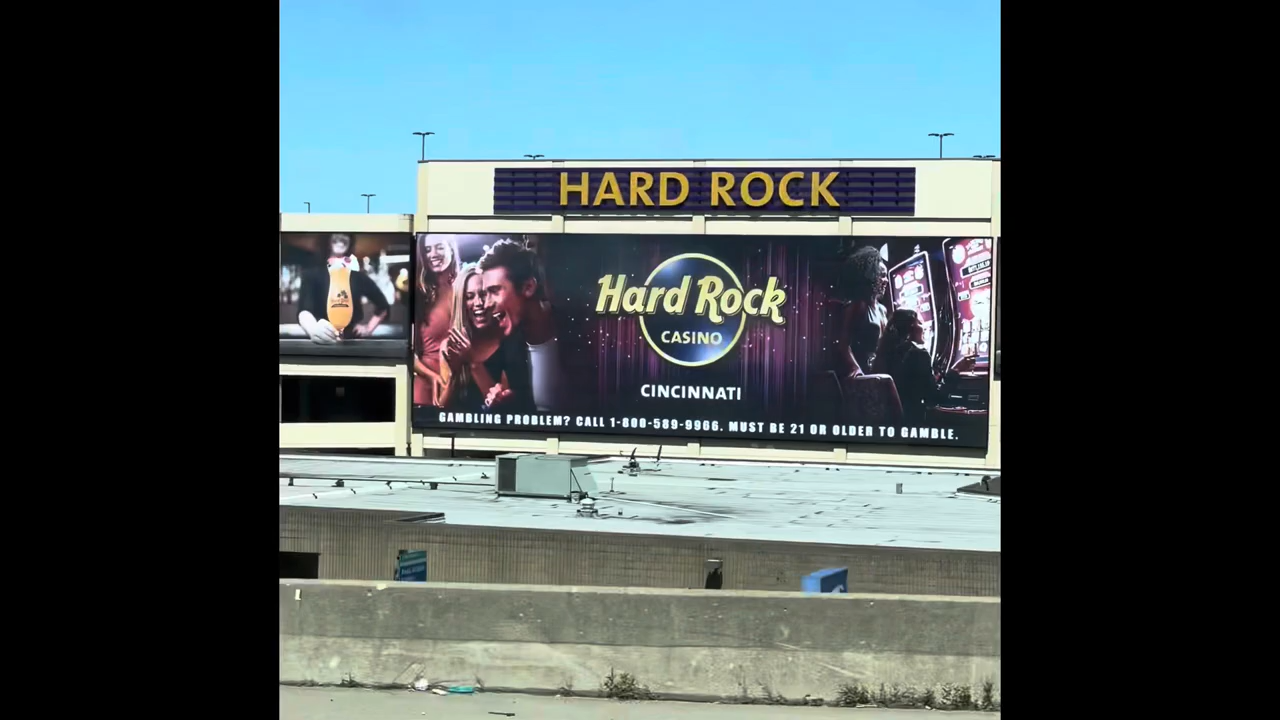 HARD ROCK
Hard Rock
CASINO
CINCINNATI
GAMBLING PROBLEM? CALL 1-800-589-9966. MUST BE 21 OR OLDER TO GAMBLE.